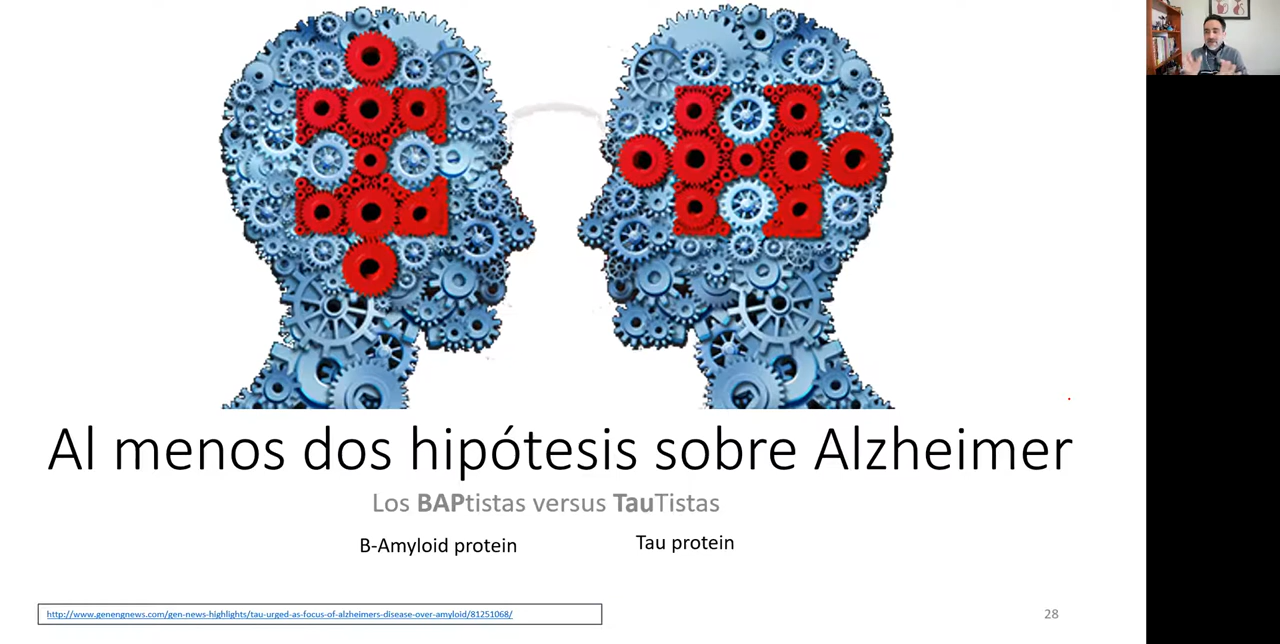 Al menos dos hipótesis sobre Alzheimer
Los BAPtistas versus TauTistas
B-Amyloid protein
Tau protein
http://www.genengnews.com/gen-news-highlights/tau-urged-as-focus-of-alzheimers-disease-over-amyloid/81251068/
28